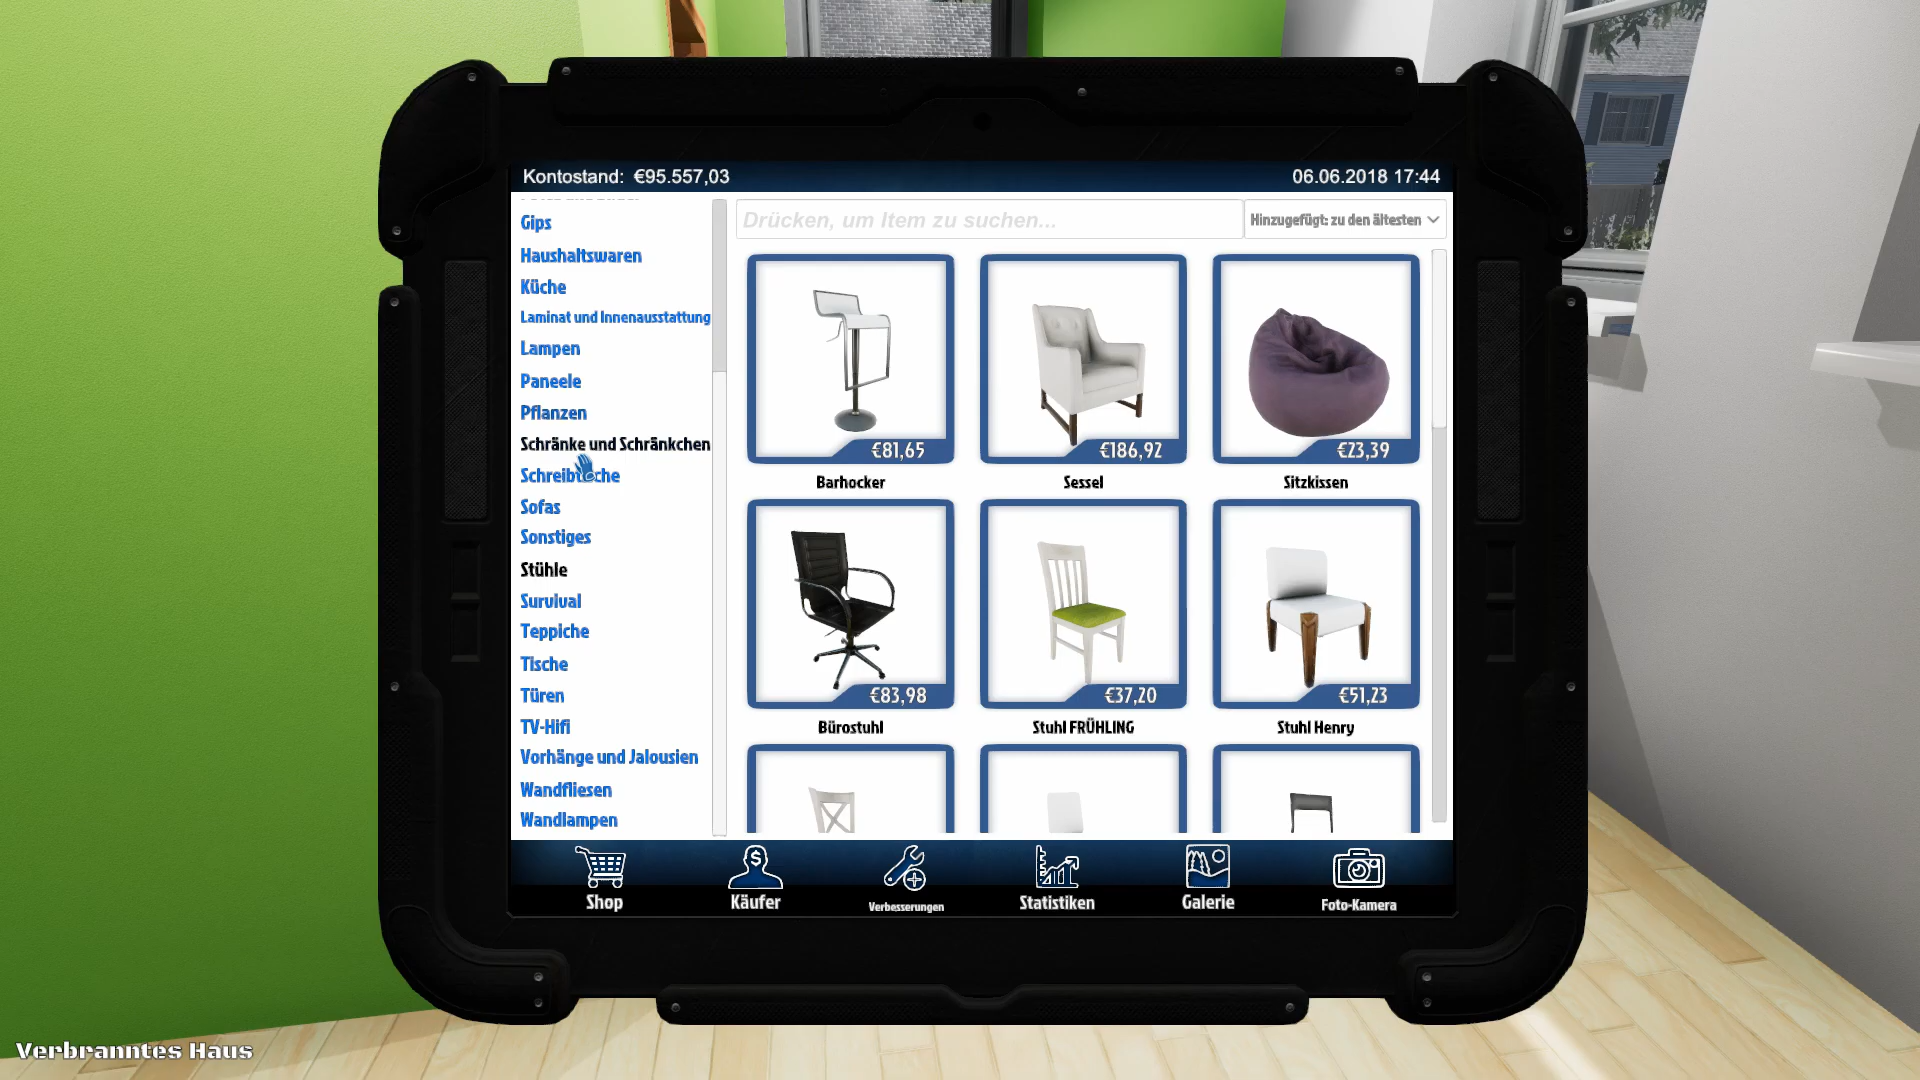 Kontostand: €95.557,03
06.06.2018 17:44
Gips
Haushaltswaren
Küche
Laminat und Innenausstattung
Lampen
Paneele
Pflanzen
Schränke und Schränkchen
Sofas
Sonstiges
Stühle
Survival
Teppiche
Tische
Türen
TV-Hifi
Vorhänge und Jalousien
Wandfliesen
Wandlampen
Drücken, um Item zu suchen...
Hinzugefügt: zu den ältesten
€81,65
€186,92
€23,39
Barhocker
Sessel
Sitzkissen
€83,98
€37,20
€51,23
Bürostuhl
Stuhl FRÜHLING
Stuhl Henry
Shop
Käufer
Verbesserungen
Statistiken
Galerie
Foto-Kamera
Verbranntes Haus